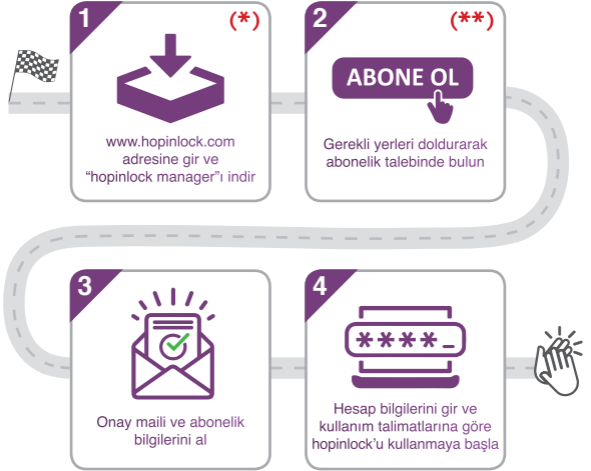 1
(*)
www.hopinlock.com
adresine gir ve
“hopinlock manager”ı indir
2
(**)
ABONE OL
Gerekli yerleri doldurarak
abonelik talebinde bulun
3
Onay maili ve abonelik
bilgilerini al
4
****_
Hesap bilgilerini gir ve
kullanım talimatlarına göre
hopinlock’u kullanmaya başla